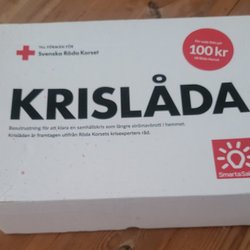 TILL FÖRMÅN FÖR
Svenska Röda Korset
100 kr
KRISLÅDA
Basutrustning för att klara en samhällskris som längre strömavbrott i hemmet.
Krislådan är framtagen utifrån Röda Korsets krisexperters råd.